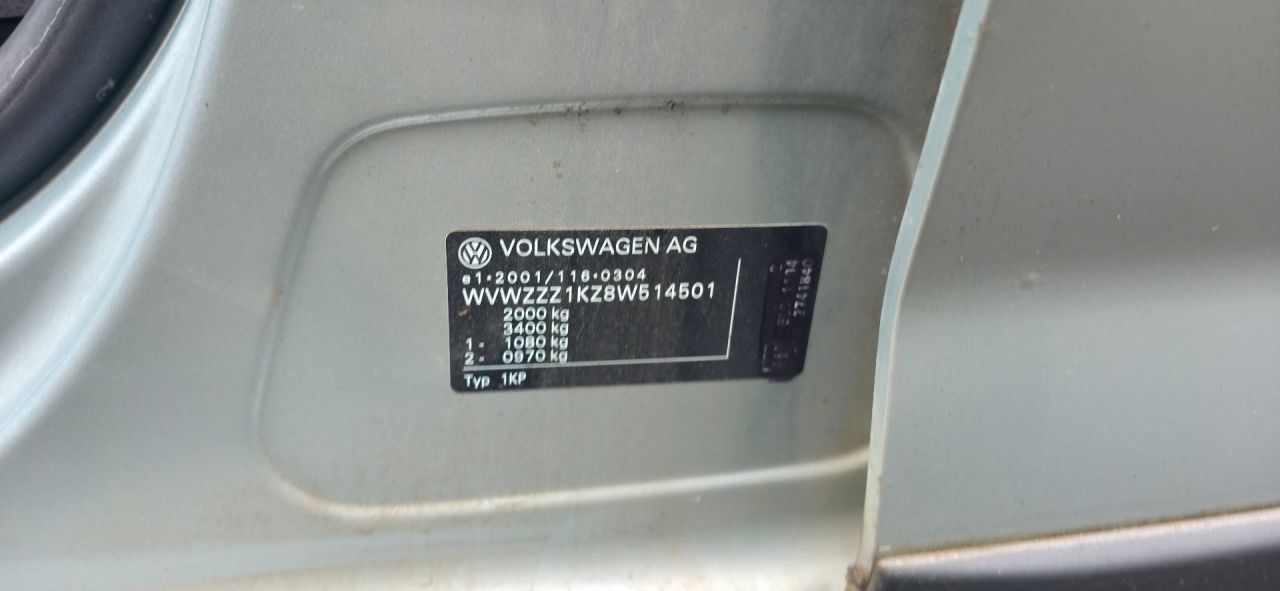 VOLKSWAGEN AG
e1*2001/116*0304
WVWZZZ1KZ8W514501
2000 kg
3400 kg
1 - 1080 kg
2 - 0970 kg
Typ 1KP
2741840